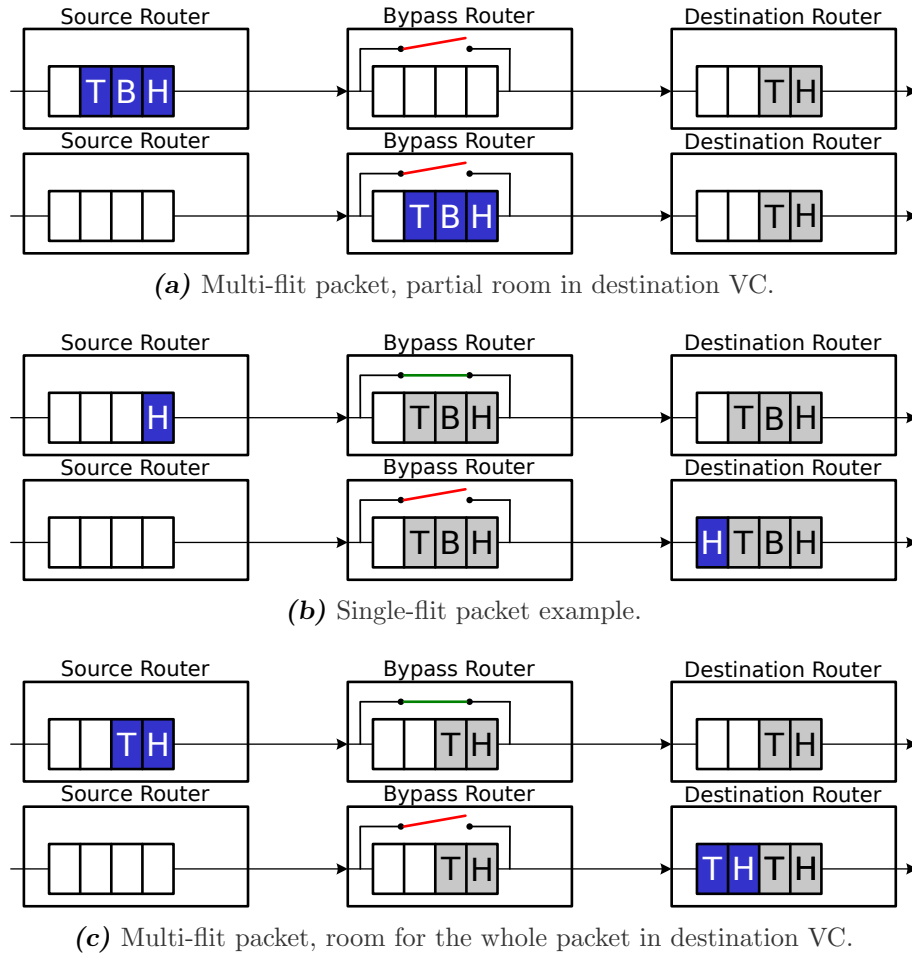 Source Router Bypass Router Destination Router
T B H T H
Source Router Bypass Router Destination Router
T B H T H
(a) Multi-flit packet, partial room in destination VC.
Source Router Bypass Router Destination Router
H T B H T B H
Source Router Bypass Router Destination Router
T B H H T B H
(b) Single-flit packet example.
Source Router Bypass Router Destination Router
T H T H T H
Source Router Bypass Router Destination Router
T H T H T H
(c) Multi-flit packet, room for the whole packet in destination VC.